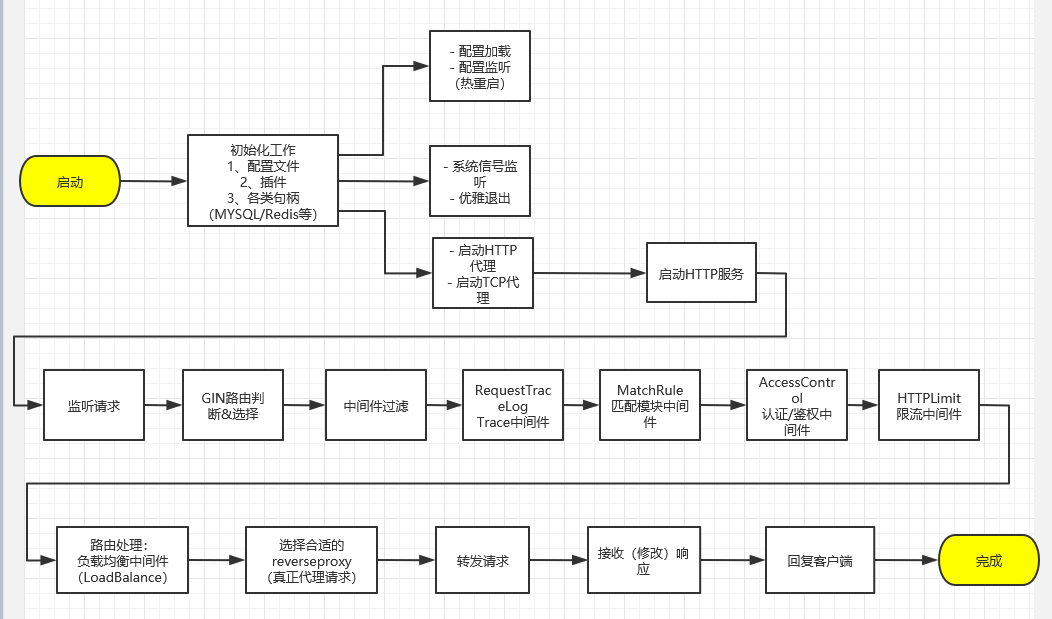 - 配置加载
- 配置监听
（热重启）
启动
初始化工作
1、配置文件
2、插件
3、各类句柄
（MYSQL/Redis等）
- 系统信号监
听
- 优雅退出
- 启动HTTP
代理
- 启动TCP代
理
启动HTTP服务
监听请求
GIN路由判
断&选择
中间件过滤
RequestTrac
eLog
Trace中间件
MatchRule
匹配模块中间
件
AccessContr
ol
认证/鉴权中
间件
HTTPLimit
限流中间件
路由处理：
负载均衡中间件
（LoadBalance）
选择合适的
reverseproxy
（真正代理请求）
转发请求
接收（修改）响
应
回复客户端
完成